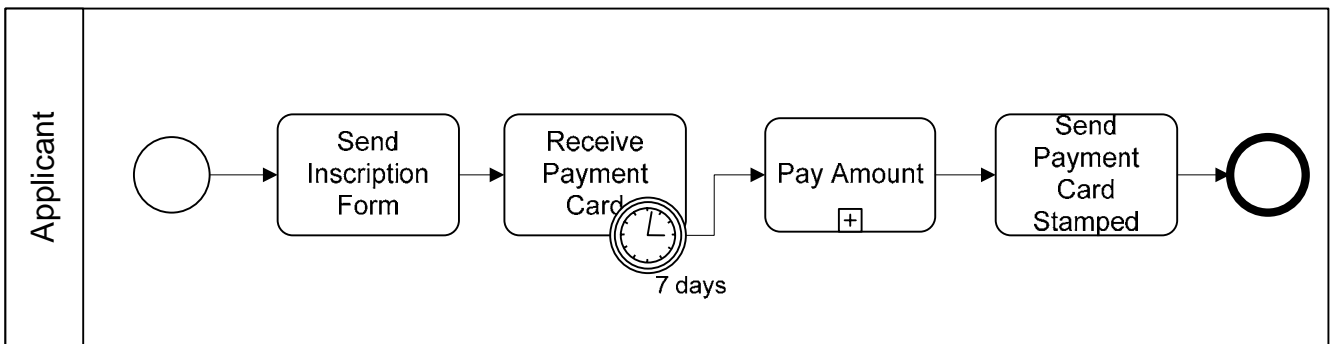 Applicant
Send
Inscription
Form
Receive
Payment
Card
7 days
Pay Amount
Send
Payment
Card
Stamped